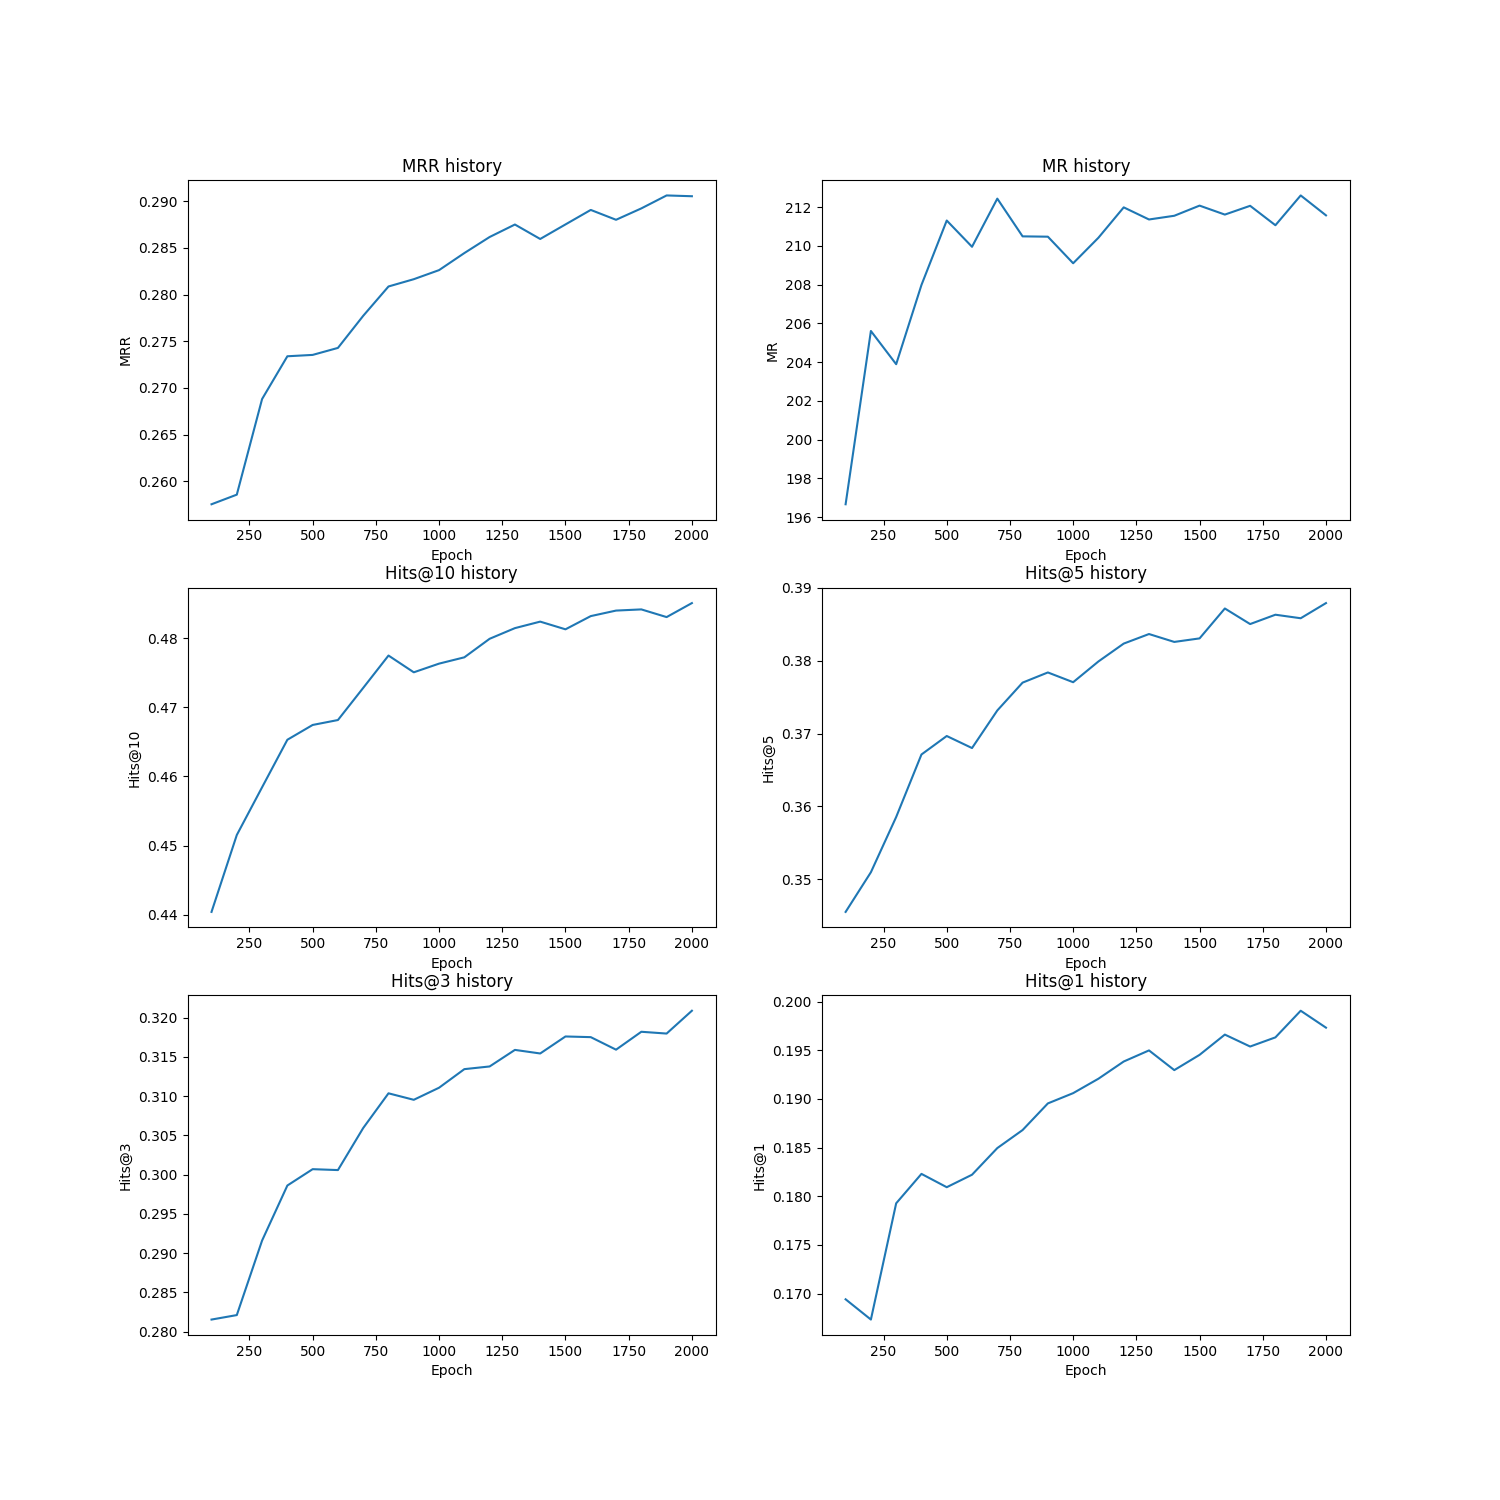 MRR history
0.290
0.285
0.280
0.275
0.270
0.265
0.260
MRR
250 500 750 1000 1250 1500 1750 2000
Epoch
MR history
212
210
208
206
204
202
200
198
196
MR
250 500 750 1000 1250 1500 1750 2000
Epoch
Hits@10 history
0.48
0.47
0.46
0.45
0.44
Hits@10
250 500 750 1000 1250 1500 1750 2000
Epoch
Hits@5 history
0.39
0.38
0.37
0.36
0.35
Hits@5
250 500 750 1000 1250 1500 1750 2000
Epoch
Hits@3 history
0.320
0.315
0.310
0.305
0.300
0.295
0.290
0.285
0.280
Hits@3
250 500 750 1000 1250 1500 1750 2000
Epoch
Hits@1 history
0.200
0.195
0.190
0.185
0.180
0.175
0.170
Hits@1
250 500 750 1000 1250 1500 1750 2000
Epoch